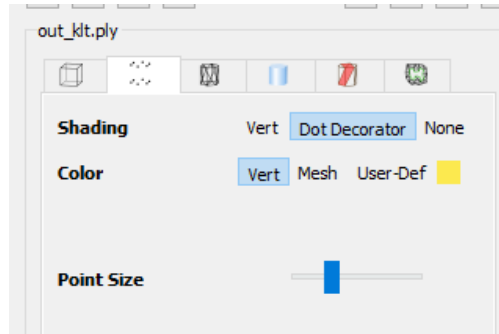 out_klt.ply
Shading Vert Dot Decorator None
Color Vert Mesh User-Def
Point Size